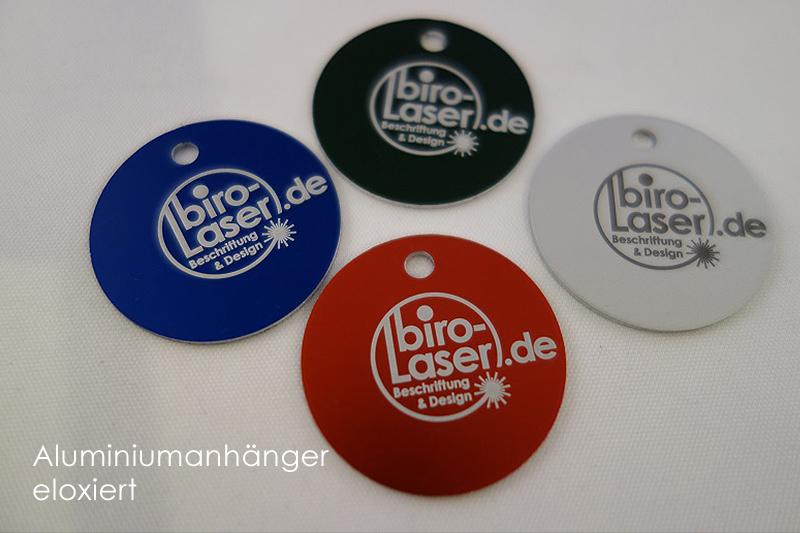 biro-
Laser.de
Beschriftung
& Design
biro-
Laser.de
Beschriftung
& Design
biro-
Laser.de
Beschriftung
& Design
biro-
Laser.de
Beschriftung
& Design
Aluminiumanhänger
eloxiert